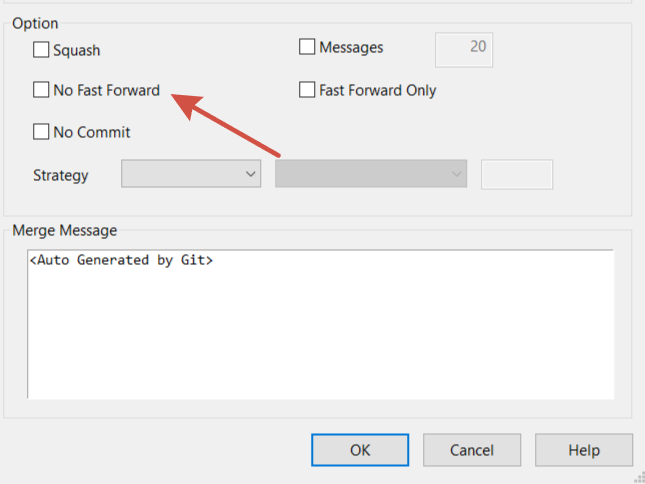 Option
Squash
Messages
20
No Fast Forward
Fast Forward Only
No Commit
Strategy
Merge Message
<Auto Generated by Git>
OK
Cancel
Help